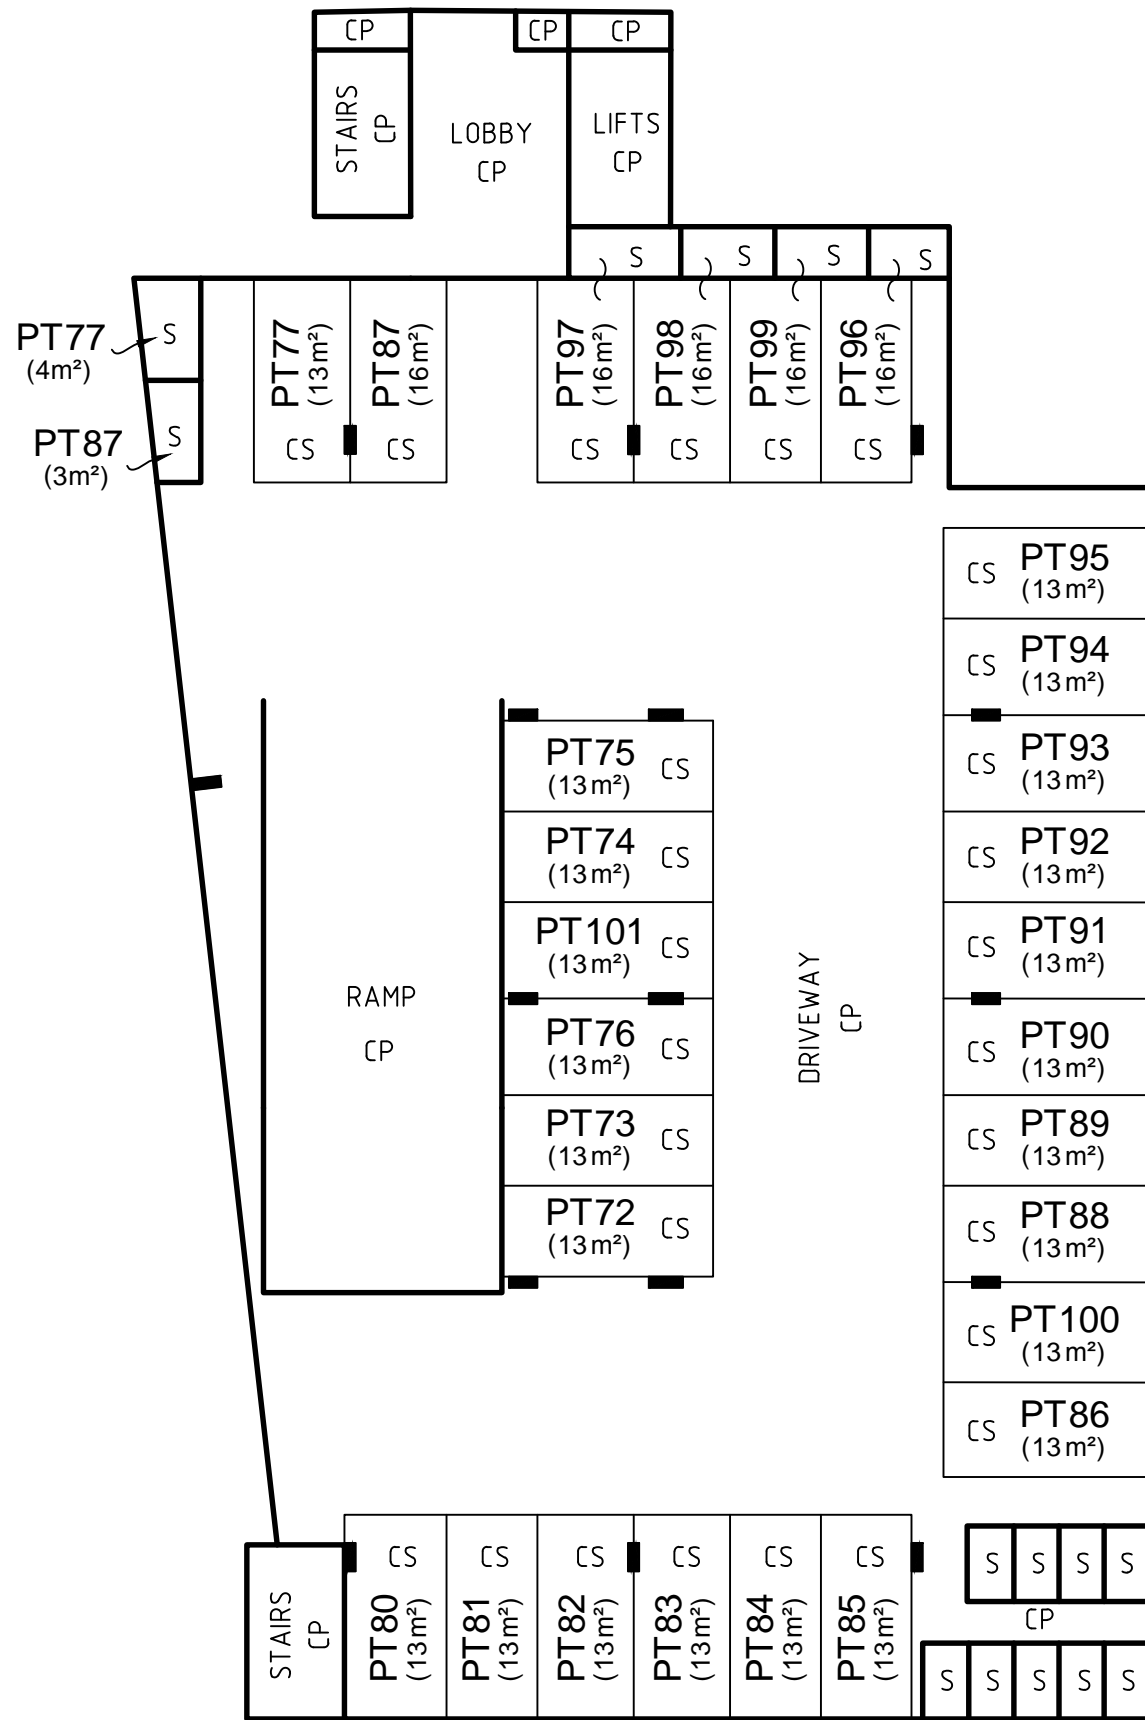 CP
CP
CP
STAIRS
CP
LOBBY
CP
LIFTS
CP
S
S
S
S
PT77
(4m²)
S
PT87
(3m²)
S
PT77
(13m²)
CS
PT87
(16m²)
CS
PT97
(16m²)
CS
PT98
(16m²)
CS
PT99
(16m²)
CS
PT96
(16m²)
CS
CS PT95
(13m²)
CS PT94
(13m²)
CS PT93
(13m²)
CS PT92
(13m²)
CS PT91
(13m²)
CS PT90
(13m²)
CS PT89
(13m²)
CS PT88
(13m²)
CS PT100
(13m²)
CS PT86
(13m²)
PT75 CS
(13m²)
PT74 CS
(13m²)
PT101 CS
(13m²)
PT76 CS
(13m²)
PT73 CS
(13m²)
PT72 CS
(13m²)
RAMP
CP
DRIVEWAY
CP
STAIRS
CP
CS
PT80
(13m²)
CS
PT81
(13m²)
CS
PT82
(13m²)
CS
PT83
(13m²)
CS
PT84
(13m²)
CS
PT85
(13m²)
S S S S
CP
S S S S S